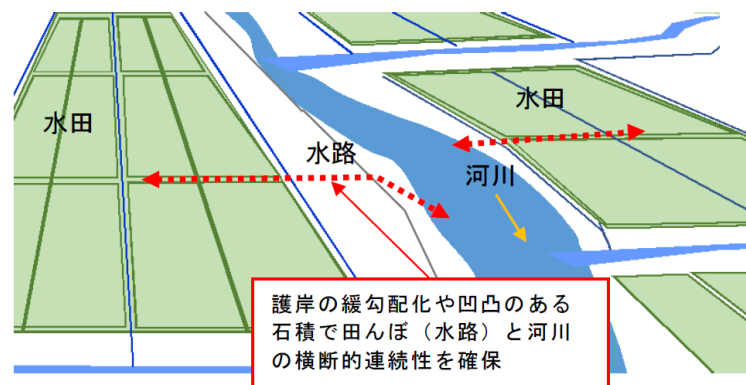 水田
水田
水路
河川
護岸の緩勾配化や凹凸のある
石積で田んぼ（水路）と河川
の横断的連続性を確保